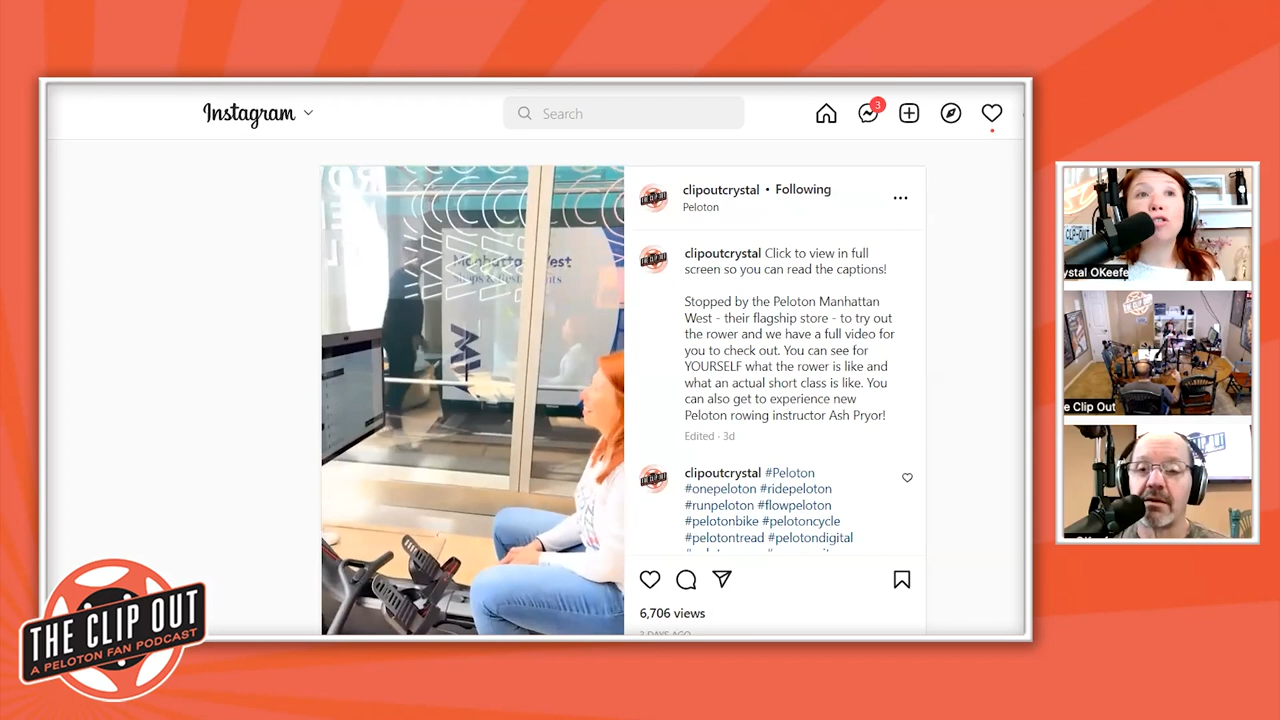 Instagram
Search
3
Manhattan West
clipoutcrystal • Following
Peloton
clipoutcrystal Click to view in full
screen so you can read the captions!
Stopped by the Peloton Manhattan
West - their flagship store - to try out
the rower and we have a full video for
you to check out. You can see for
YOURSELF what the rower is like and
what an actual short class is like. You
can also get to experience new
Peloton rowing instructor Ash Pryor!
Edited · 3d
clipoutcrystal #Peloton
#onepeloton #ridepeloton
#runpeloton #flowpeloton
#pelotonbike #pelotoncycle
#pelotontread #pelotondigital
6,706 views
3 DAYS AGO
CLIP-OUT
ystal OKeefe
e Clip Out
THE CLIP OUT
A PELOTON FAN PODCAST